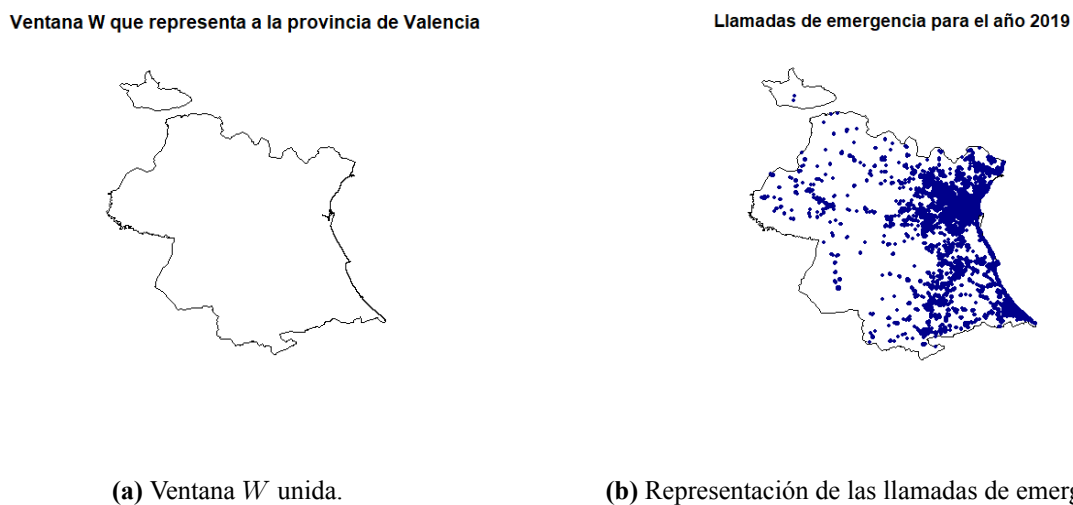 Ventana W que representa a la provincia de Valencia
Llamadas de emergencia para el año 2019
(a) Ventana W unida.
(b) Representación de las llamadas de emerg